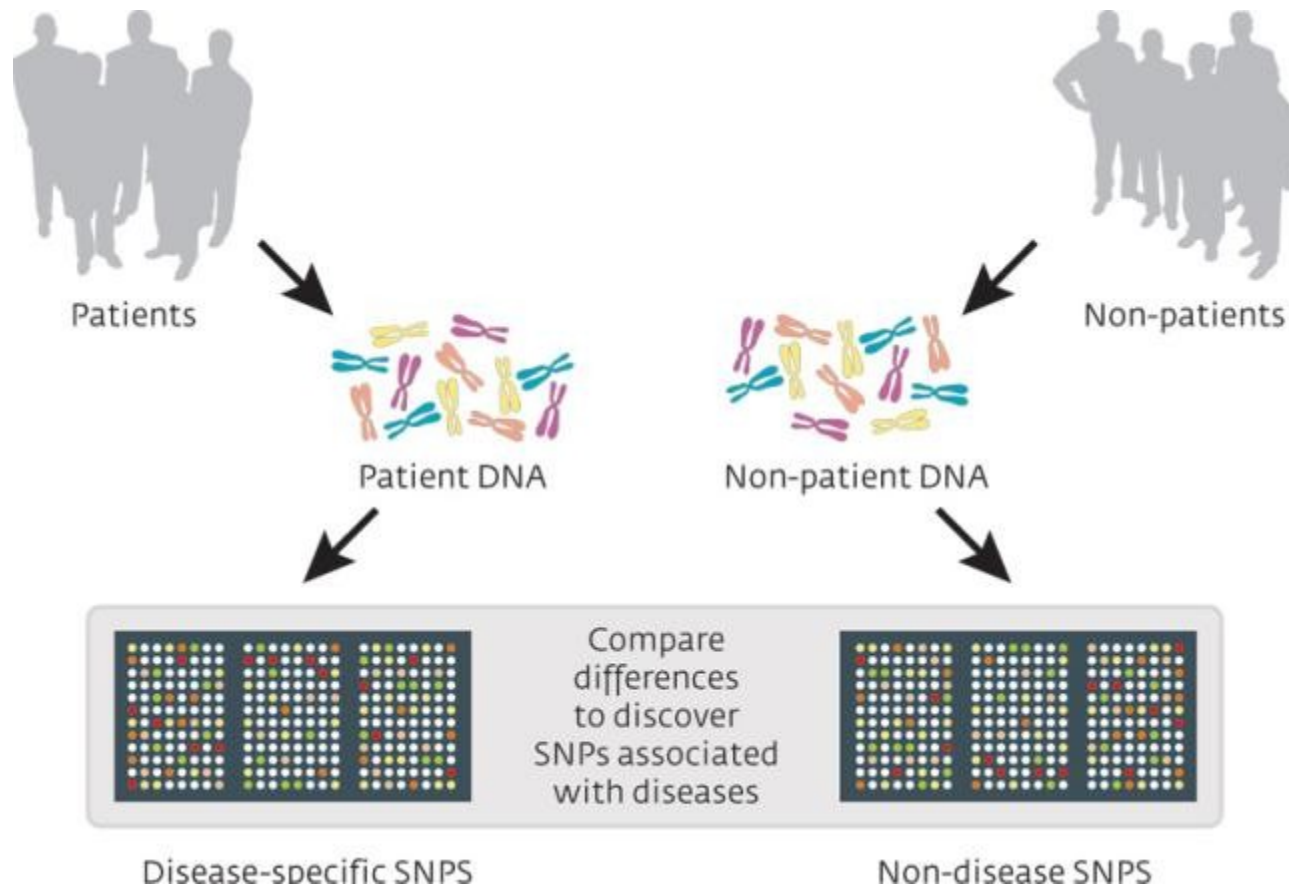 Patients
Non-patients
Patient DNA
Non-patient DNA
Compare
differences
to discover
SNPs associated
with diseases
Disease-specific SNPS
Non-disease SNPS